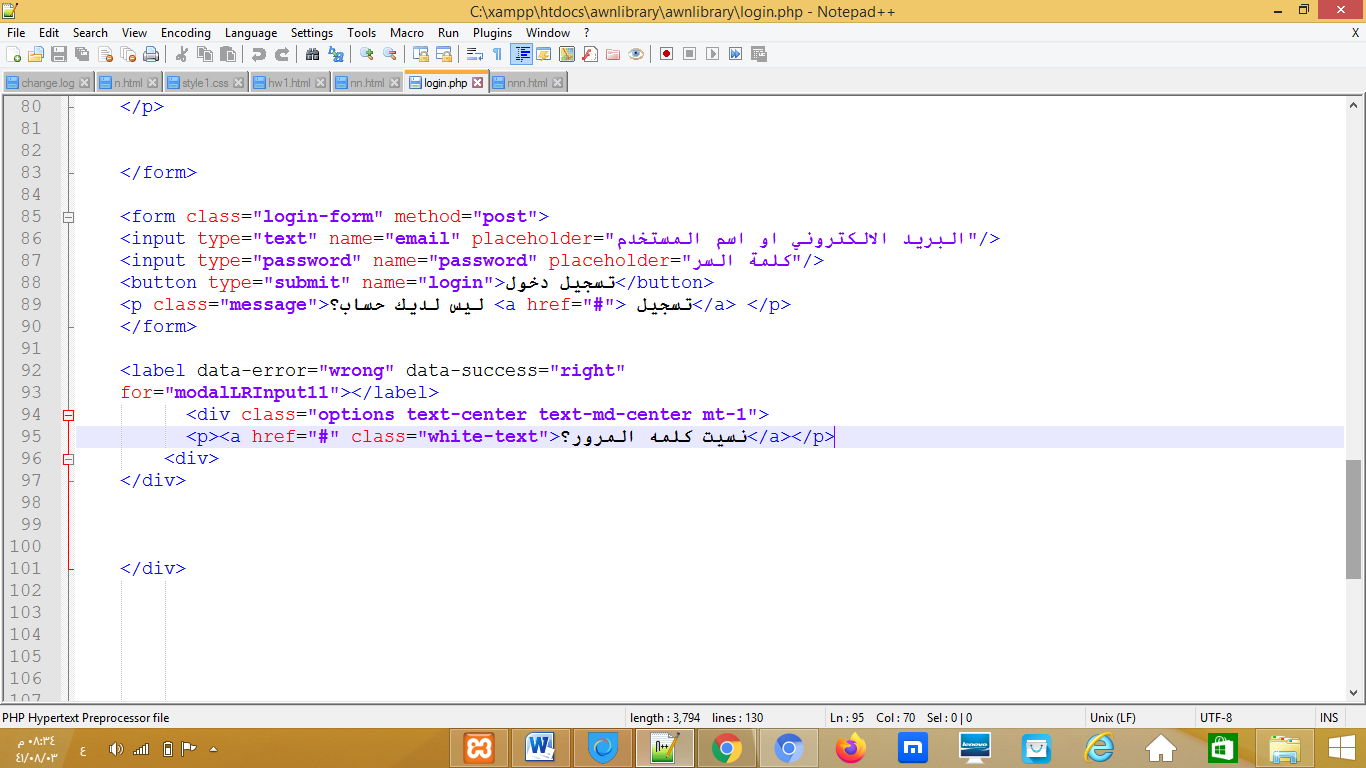 C:\xampp\htdocs\awnlibrary\awnlibrary\login.php - Notepad++
File Edit Search View Encoding Language Settings Tools Macro Run Plugins Window ? X
change.log n.html style1.css hw1.html nn.html login.php nnn.html
80 </p>
81
82
83 </form>
84
85 <form class="login-form" method="post">
86 <input type="text" name="email" placeholder="البريد الالكتروني او اسم المستخدم"/>
87 <input type="password" name="password" placeholder="كلمة السر"/>
88 <button type="submit" name="login">تسجيل دخول</button>
89 <p class="message">ليس لديك حساب؟ <a href="#"> تسجيل</a> </p>
90 </form>
91
92 <label data-error="wrong" data-success="right"
93 for="modalLRInput11"></label>
94 <div class="options text-center text-md-center mt-1">
95 <p><a href="#" class="white-text">نسيت كلمه المرور؟</a></p>
96 <div>
97 </div>
98
99
100
101 </div>
102
103
104
105
106
107
PHP Hypertext Preprocessor file length : 3,794 lines : 130 Ln : 95 Col : 70 Sel : 0 | 0 Unix (LF) UTF-8 INS
٠٨:٣٤ م
٤١/٠٨/٠٣
ع